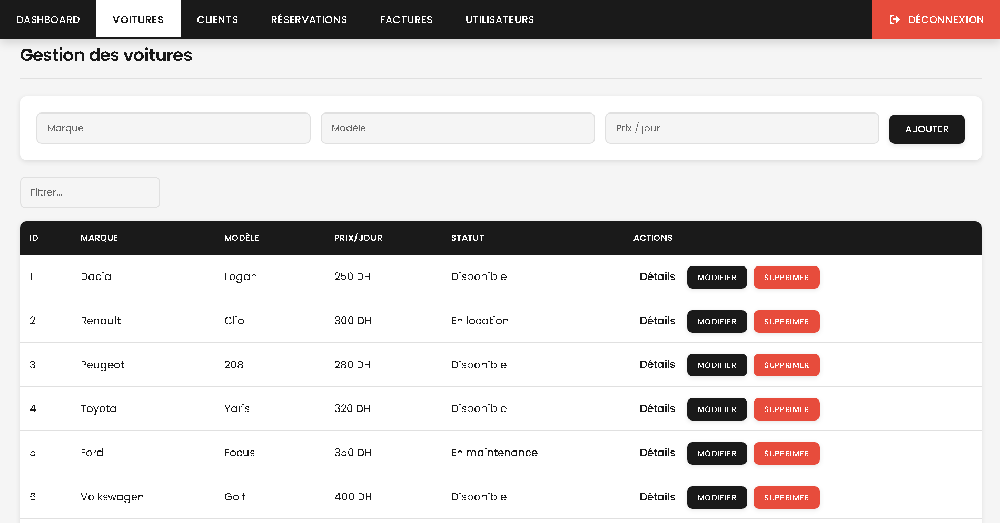 DASHBOARD VOITURES CLIENTS RÉSERVATIONS FACTURES UTILISATEURS DÉCONNEXION
Gestion des voitures
Marque Modèle Prix / jour AJOUTER
Filtrer...
ID MARQUE MODÈLE PRIX/JOUR STATUT ACTIONS
1 Dacia Logan 250 DH Disponible Détails MODIFIER SUPPRIMER
2 Renault Clio 300 DH En location Détails MODIFIER SUPPRIMER
3 Peugeot 208 280 DH Disponible Détails MODIFIER SUPPRIMER
4 Toyota Yaris 320 DH Disponible Détails MODIFIER SUPPRIMER
5 Ford Focus 350 DH En maintenance Détails MODIFIER SUPPRIMER
6 Volkswagen Golf 400 DH Disponible Détails MODIFIER SUPPRIMER